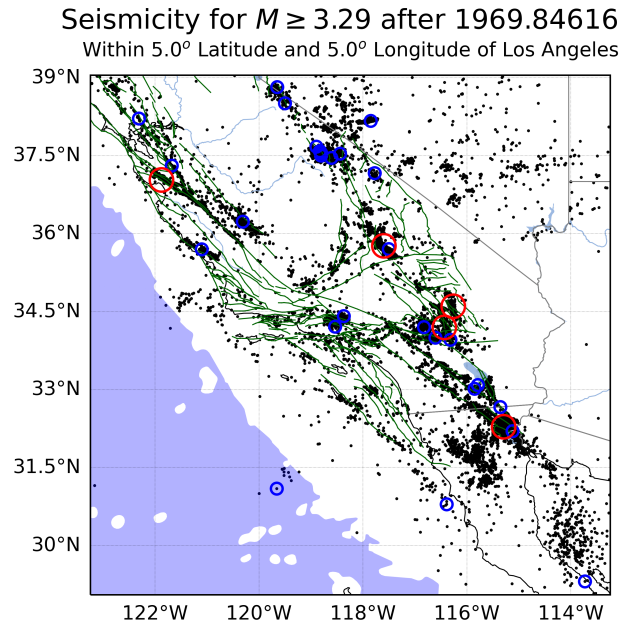 Seismicity for M ≥ 3.29 after 1969.84616
Within 5.0° Latitude and 5.0° Longitude of Los Angeles
39°N
37.5°N
36°N
34.5°N
33°N
31.5°N
30°N
122°W 120°W 118°W 116°W 114°W